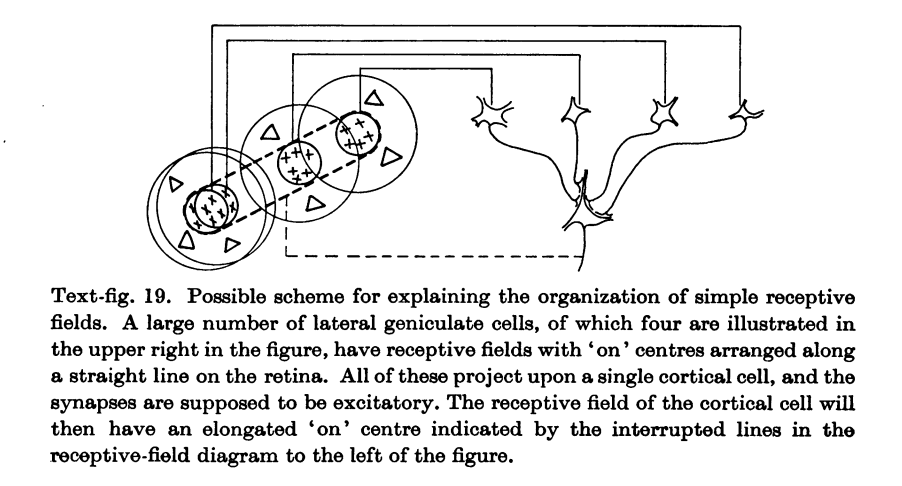 Text-fig. 19. Possible scheme for explaining the organization of simple receptive
fields. A large number of lateral geniculate cells, of which four are illustrated in
the upper right in the figure, have receptive fields with ‘on’ centres arranged along
a straight line on the retina. All of these project upon a single cortical cell, and the
synapses are supposed to be excitatory. The receptive field of the cortical cell will
then have an elongated ‘on’ centre indicated by the interrupted lines in the
receptive-field diagram to the left of the figure.